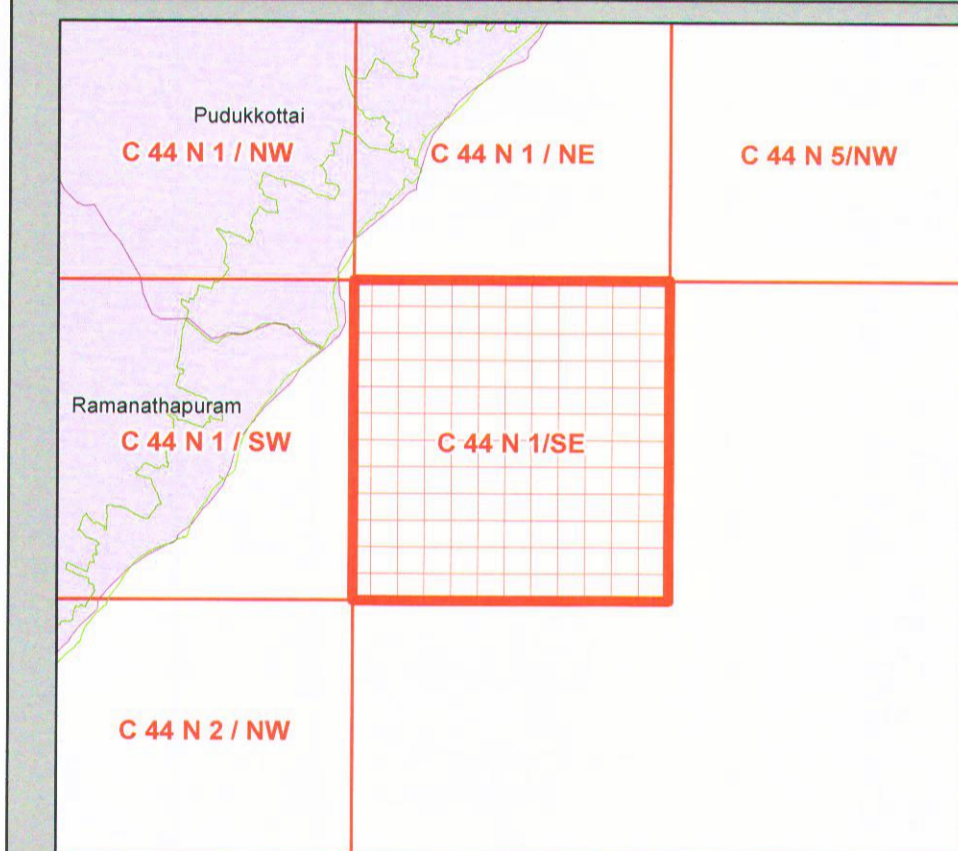 Pudukkottai
C 44 N 1 / NW
C 44 N 1 / NE
C 44 N 5/NW
Ramanathapuram
C 44 N 1 / SW
C 44 N 1/SE
C 44 N 2 / NW